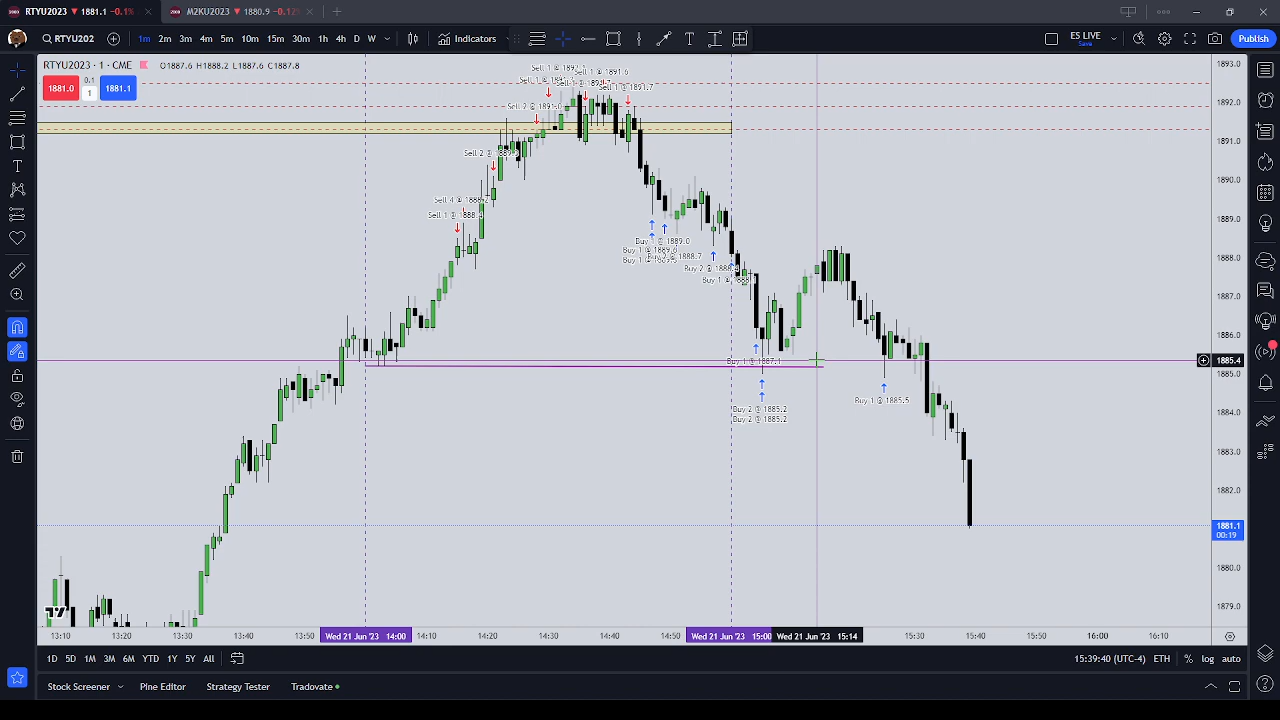 RTYU2023 ▼ 1881.1 −0.1%
M2KU2023 ▼ 1880.9 −0.12%
RTYU202
1m 2m 3m 4m 5m 10m 15m 30m 1h 4h D W
Indicators
ES LIVE
Save
Publish
RTYU2023 · 1 · CME
O1887.6 H1888.2 L1887.6 C1887.8
1881.0
0.1
1
1881.1
Sell 2 @ 1891.0
Sell 4 @ 1888.2
Buy 1 @ 1889.0
Buy 1 @ 1887.1
Buy 2 @ 1885.2
Buy 2 @ 1885.2
Buy 1 @ 1885.5
1893.0
1892.0
1891.0
1890.0
1889.0
1888.0
1887.0
1886.0
1885.4
1885.0
1884.0
1883.0
1882.0
1881.1
00:19
1880.0
1879.0
13:10 13:20 13:30 13:40 13:50 Wed 21 Jun '23 14:00 14:10 14:20 14:30 14:40 14:50 Wed 21 Jun '23 15:00 Wed 21 Jun '23 15:14 15:30 15:40 15:50 16:00 16:10
1D 5D 1M 3M 6M YTD 1Y 5Y All
15:39:40 (UTC-4) ETH % log auto
Stock Screener Pine Editor Strategy Tester Tradovate